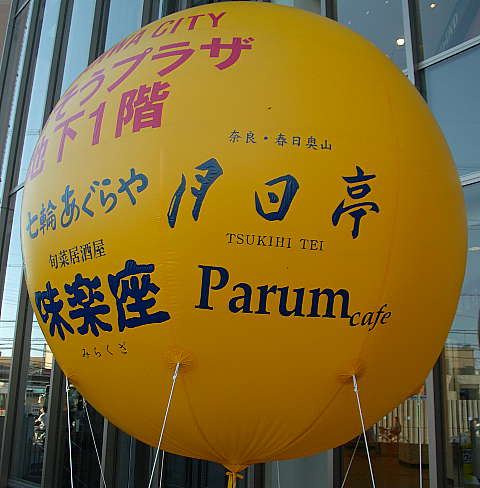 WA CITY
そうプラザ
地下1階
奈良・春日奥山
月日亭
TSUKIHI TEI
七輪あぐらや
旬菜居酒屋
味楽座
みらくざ
Parum cafe